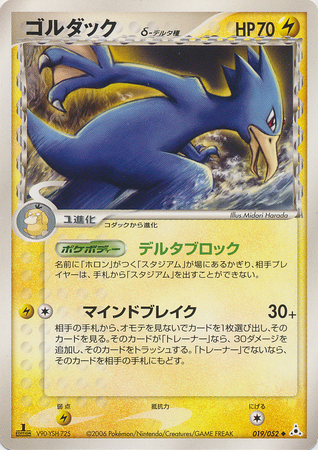 ゴルダック δ-デルタ種 HP70
Illus. Midori Harada
1進化 コダックから進化
ポケボディー デルタブロック
名前に「ホロン」がつく「スタジアム」が場にあるかぎり、相手プ
レイヤーは、手札から「スタジアム」を出すことができない。
マインドブレイク 30+
相手の手札から、オモテを見ないでカードを1枚選び出し、その
カードを見る。そのカードが「トレーナー」なら、30ダメージを
追加し、そのカードをトラッシュする。「トレーナー」でないなら、
そのカードを相手の手札にもどす。
弱点 抵抗力 にげる
1 EDITION V90·YSH·725 ©2006 Pokémon/Nintendo/Creatures/GAME FREAK. 019/052